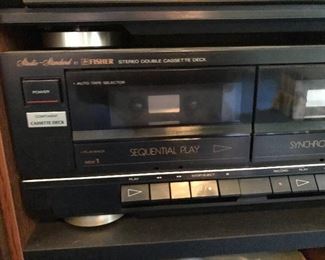 Studio-Standard by FISHER STEREO DOUBLE CASSETTE DECK
• AUTO TAPE SELECTOR
POWER
COMPONENT
CASSETTE DECK
SEQUENTIAL PLAY
SYNCHRO
DECK 1
PLAY STOP/EJECT RECORD PLAY